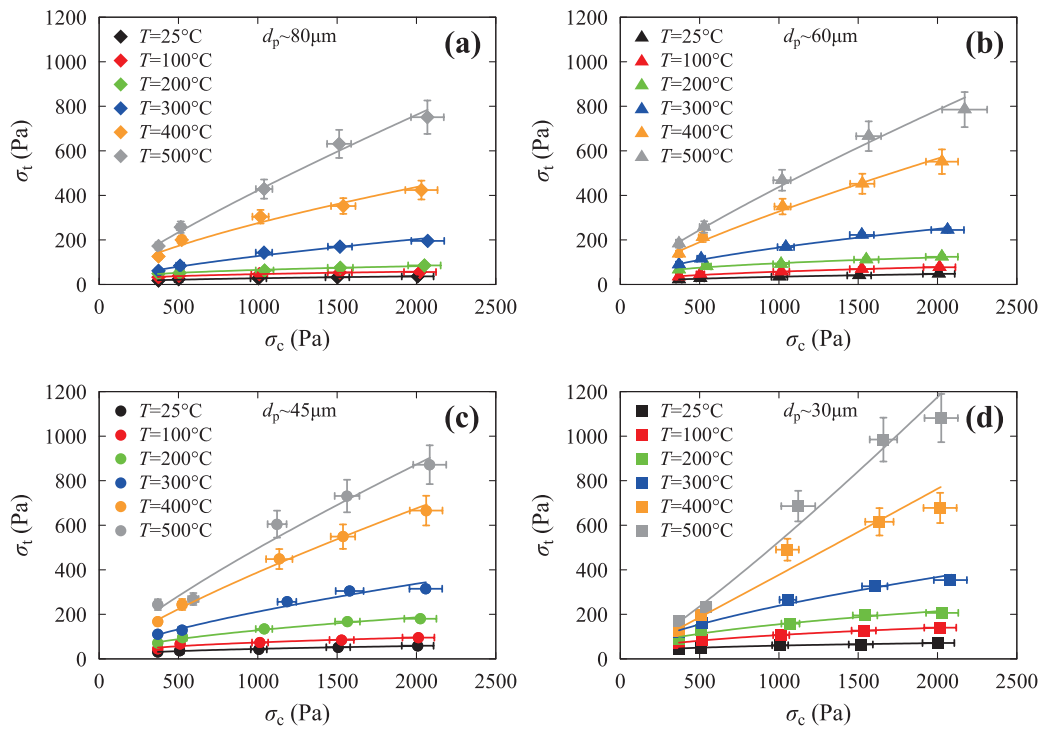 1200
1000
800
600
400
200
0
σt (Pa)
T=25°C
T=100°C
T=200°C
T=300°C
T=400°C
T=500°C
dp~80μm
(a)
0 500 1000 1500 2000 2500
σc (Pa)
1200
1000
800
600
400
200
0
σt (Pa)
T=25°C
T=100°C
T=200°C
T=300°C
T=400°C
T=500°C
dp~60μm
(b)
0 500 1000 1500 2000 2500
σc (Pa)
1200
1000
800
600
400
200
0
σt (Pa)
T=25°C
T=100°C
T=200°C
T=300°C
T=400°C
T=500°C
dp~45μm
(c)
0 500 1000 1500 2000 2500
σc (Pa)
1200
1000
800
600
400
200
0
σt (Pa)
T=25°C
T=100°C
T=200°C
T=300°C
T=400°C
T=500°C
dp~30μm
(d)
0 500 1000 1500 2000 2500
σc (Pa)